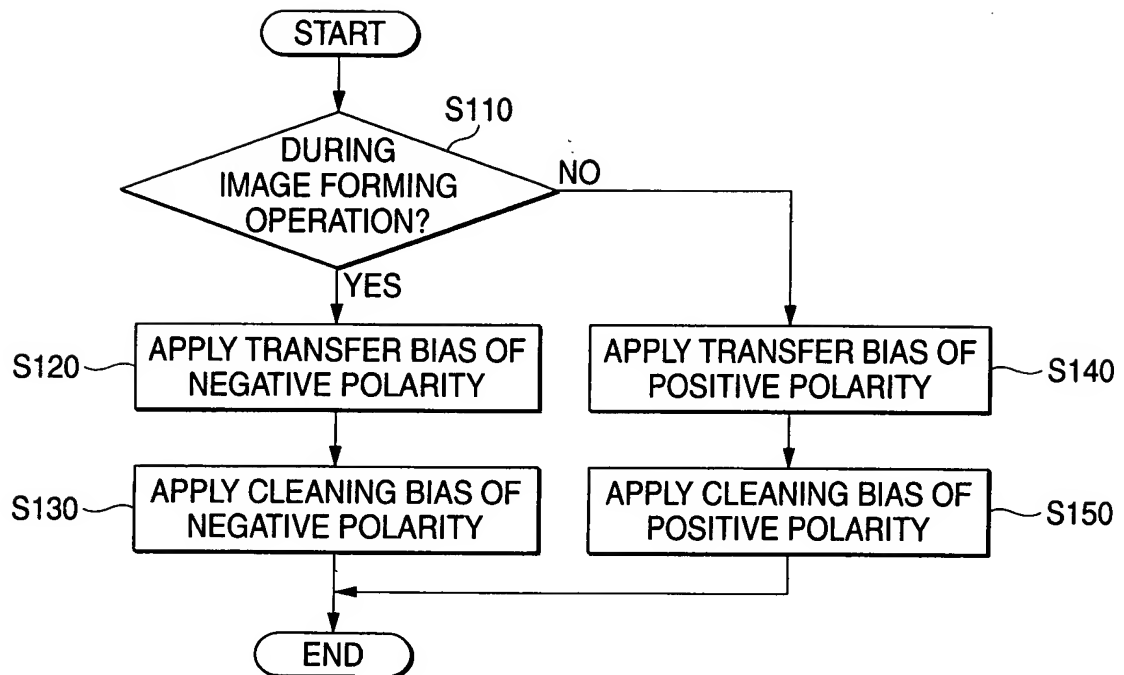 START
S110
DURING
IMAGE FORMING
OPERATION?
NO
YES
S120
APPLY TRANSFER BIAS OF
NEGATIVE POLARITY
APPLY TRANSFER BIAS OF
POSITIVE POLARITY
S140
S130
APPLY CLEANING BIAS OF
NEGATIVE POLARITY
APPLY CLEANING BIAS OF
POSITIVE POLARITY
S150
END